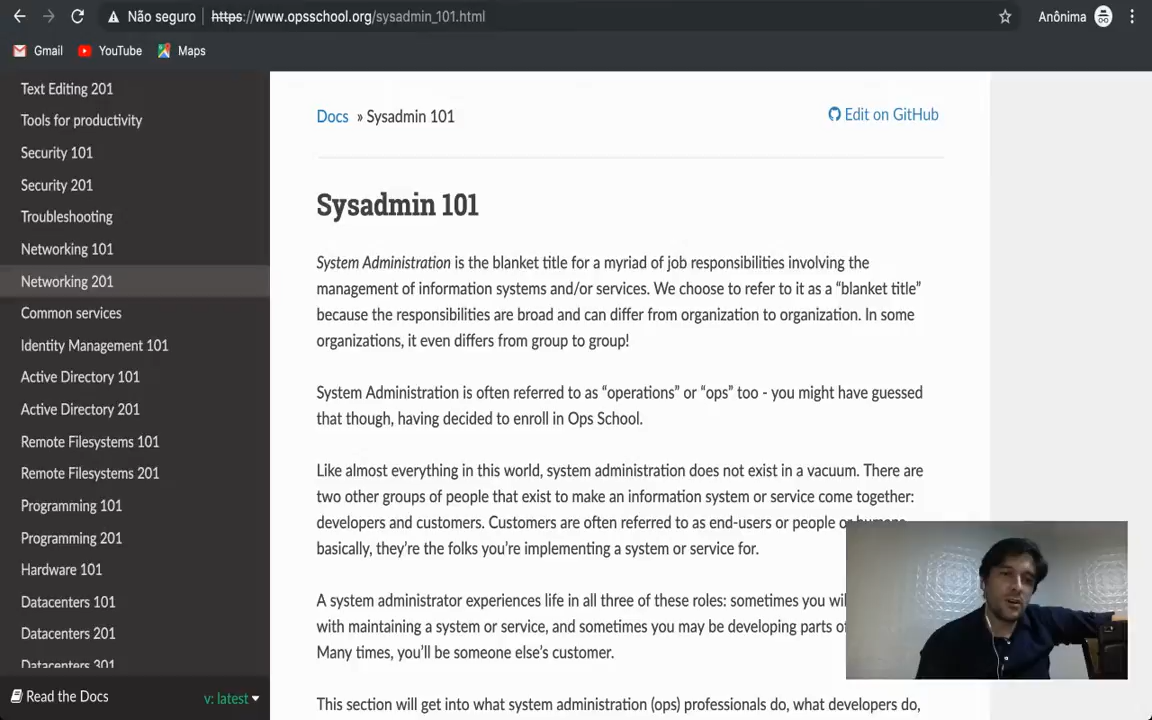 Não seguro https://www.opsschool.org/sysadmin_101.html Anônima
Gmail YouTube Maps
Text Editing 201
Tools for productivity
Security 101
Security 201
Troubleshooting
Networking 101
Networking 201
Common services
Identity Management 101
Active Directory 101
Active Directory 201
Remote Filesystems 101
Remote Filesystems 201
Programming 101
Programming 201
Hardware 101
Datacenters 101
Datacenters 201
Datacenters 301
Read the Docs v: latest
Docs » Sysadmin 101 Edit on GitHub
Sysadmin 101
System Administration is the blanket title for a myriad of job responsibilities involving the
management of information systems and/or services. We choose to refer to it as a “blanket title”
because the responsibilities are broad and can differ from organization to organization. In some
organizations, it even differs from group to group!
System Administration is often referred to as “operations” or “ops” too - you might have guessed
that though, having decided to enroll in Ops School.
Like almost everything in this world, system administration does not exist in a vacuum. There are
two other groups of people that exist to make an information system or service come together:
developers and customers. Customers are often referred to as end-users or people or humans
basically, they’re the folks you’re implementing a system or service for.
A system administrator experiences life in all three of these roles: sometimes you
with maintaining a system or service, and sometimes you may be developing parts
Many times, you’ll be someone else’s customer.
This section will get into what system administration (ops) professionals do, what developers do,